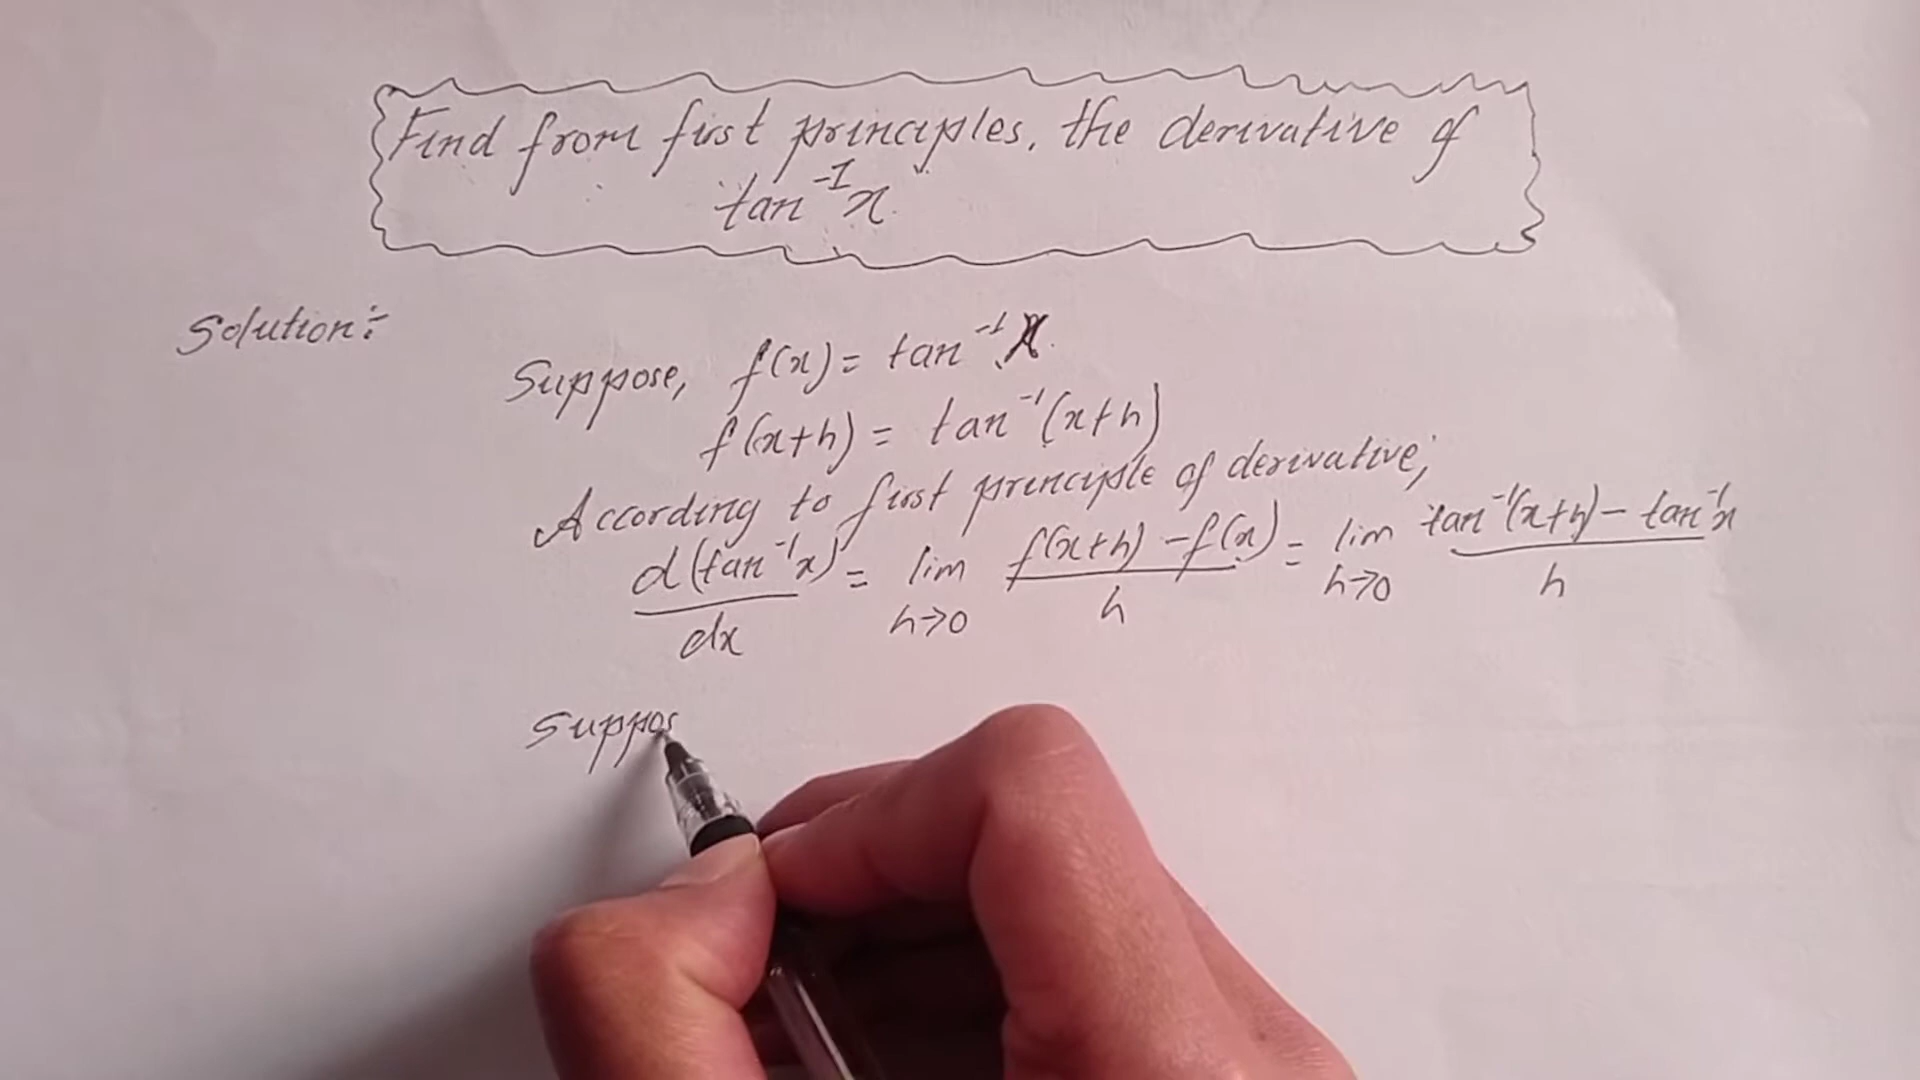 Find from first principles, the derivative of
tan⁻¹x.
Solution:-
Suppose, f(x) = tan⁻¹x.
f(x+h) = tan⁻¹(x+h)
According to first principle of derivative;
d(tan⁻¹x)/dx = lim h→0 f(x+h) - f(x)/h = lim h→0 tan⁻¹(x+h) - tan⁻¹x/h
Suppos